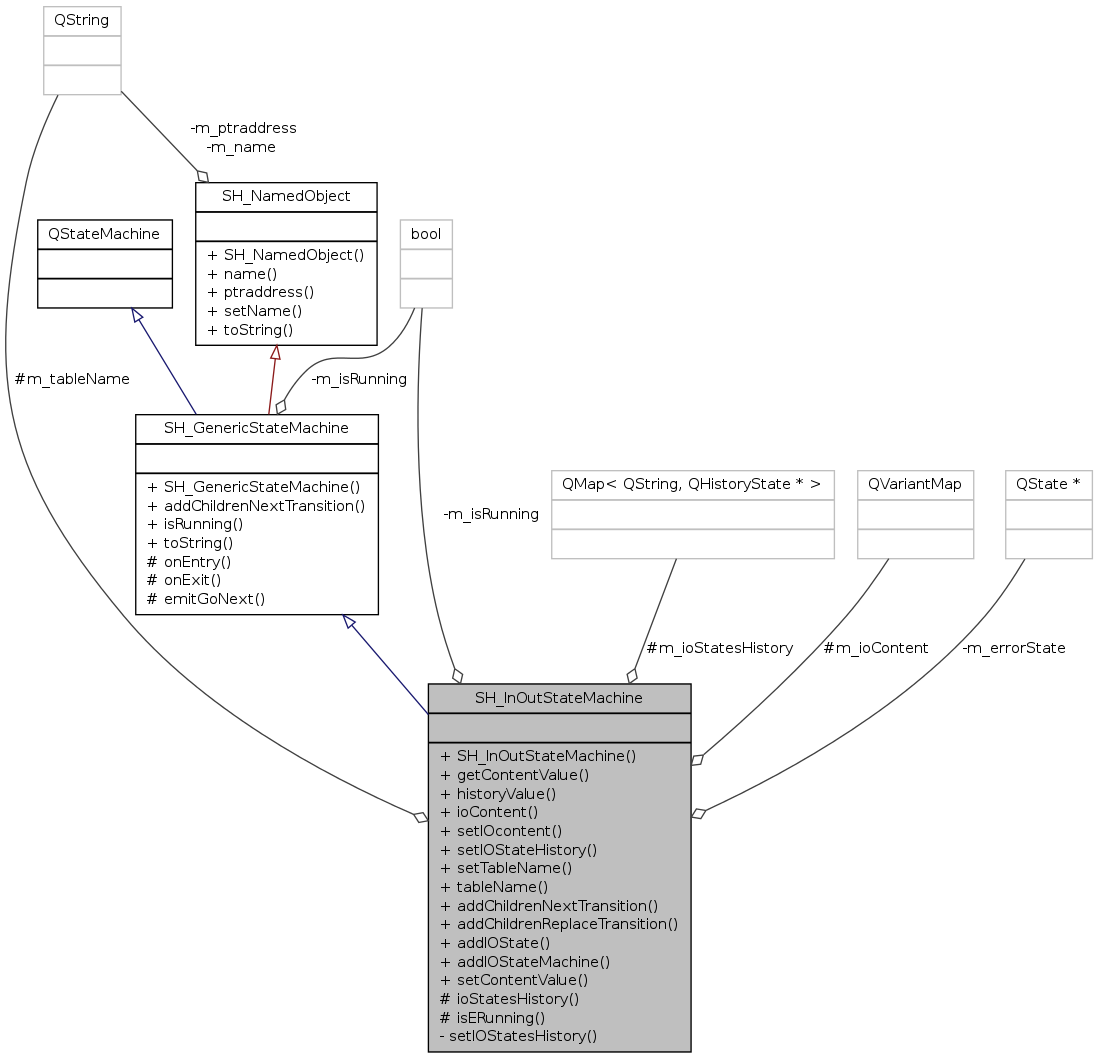 QString
-m_ptraddress
-m_name
SH_NamedObject
+ SH_NamedObject()
+ name()
+ ptraddress()
+ setName()
+ toString()
QStateMachine
bool
#m_tableName
-m_isRunning
SH_GenericStateMachine
+ SH_GenericStateMachine()
+ addChildrenNextTransition()
+ isRunning()
+ toString()
# onEntry()
# onExit()
# emitGoNext()
QMap< QString, QHistoryState * >
QVariantMap
QState *
-m_isRunning
#m_ioStatesHistory
#m_ioContent
-m_errorState
SH_InOutStateMachine
+ SH_InOutStateMachine()
+ getContentValue()
+ historyValue()
+ ioContent()
+ setIOcontent()
+ setIOStateHistory()
+ setTableName()
+ tableName()
+ addChildrenNextTransition()
+ addChildrenReplaceTransition()
+ addIOState()
+ addIOStateMachine()
+ setContentValue()
# ioStatesHistory()
# isERunning()
- setIOStatesHistory()